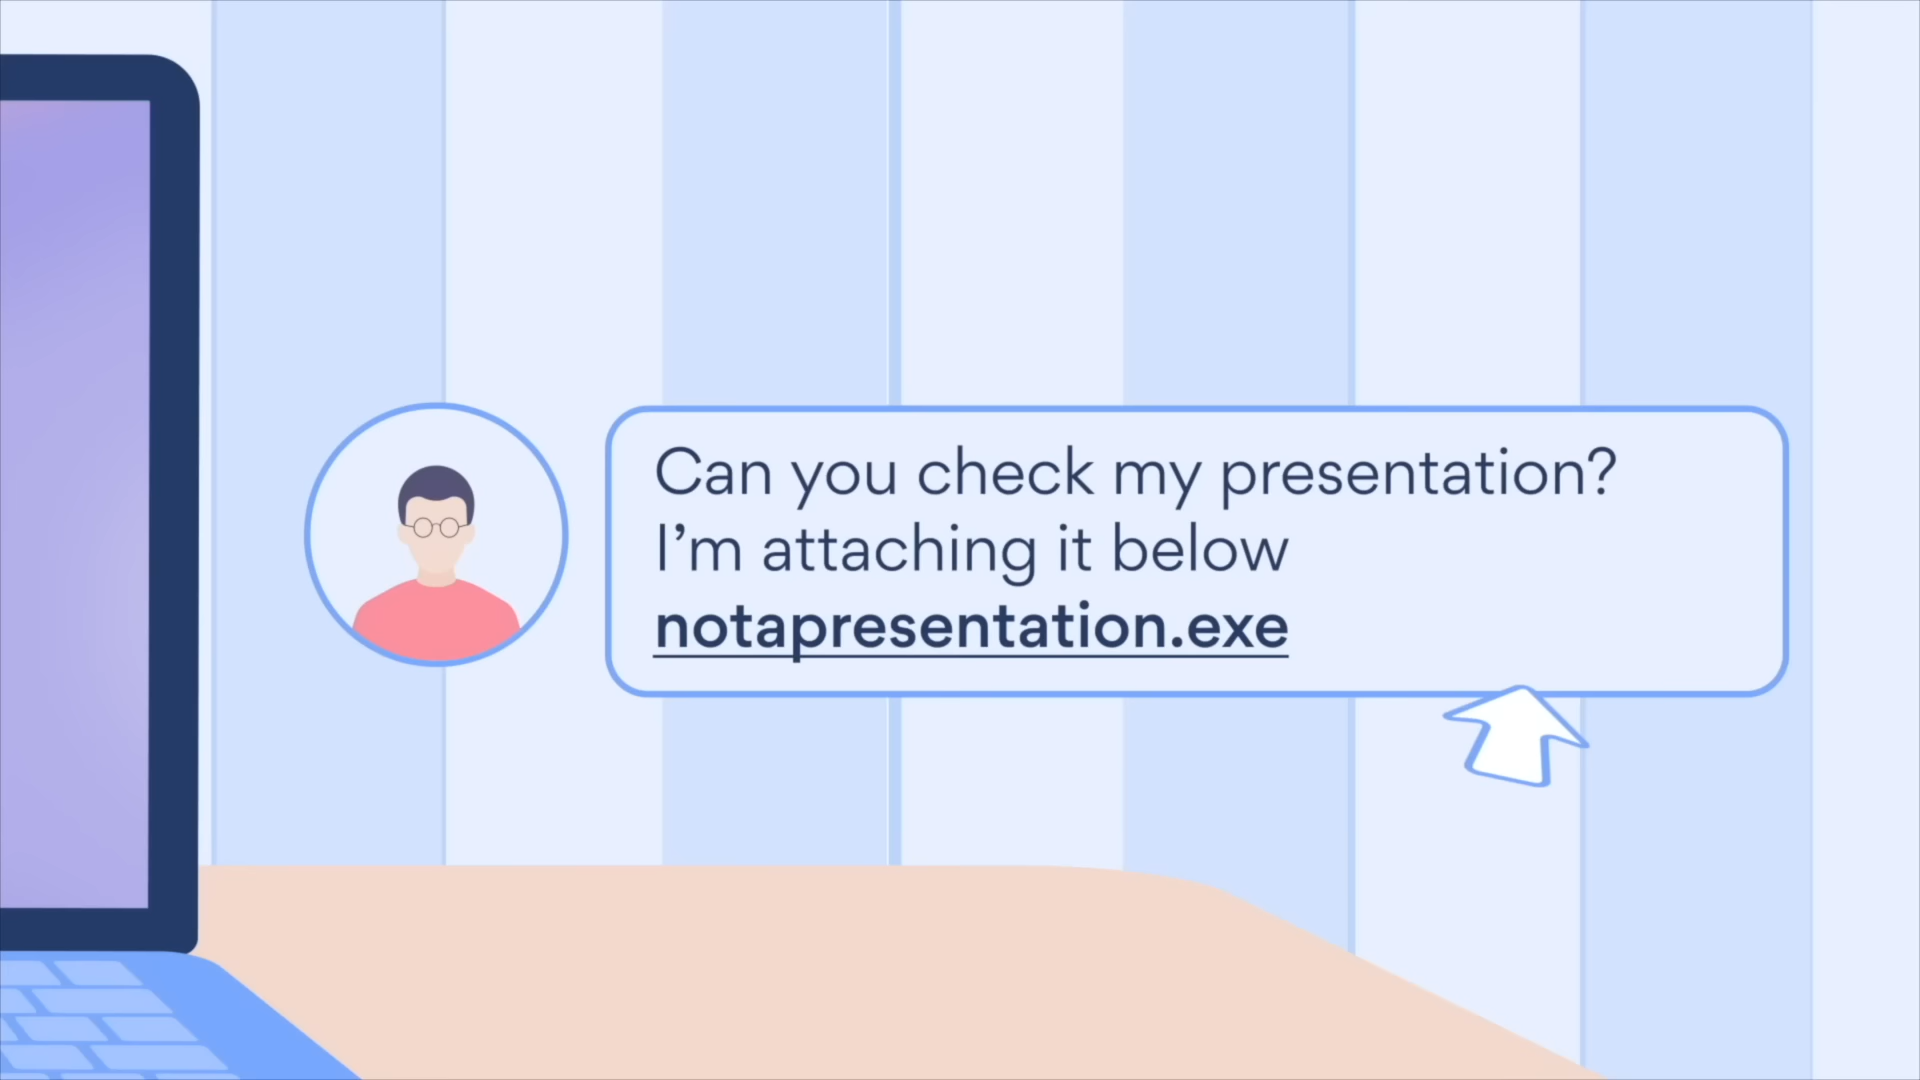 Can you check my presentation?
I’m attaching it below
notapresentation.exe